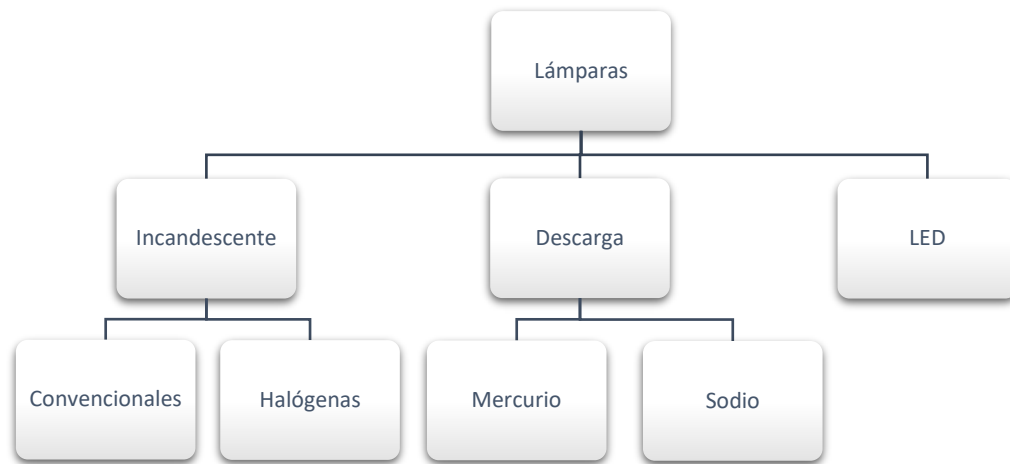 Lámparas
Incandescente
Descarga
LED
Convencionales
Halógenas
Mercurio
Sodio